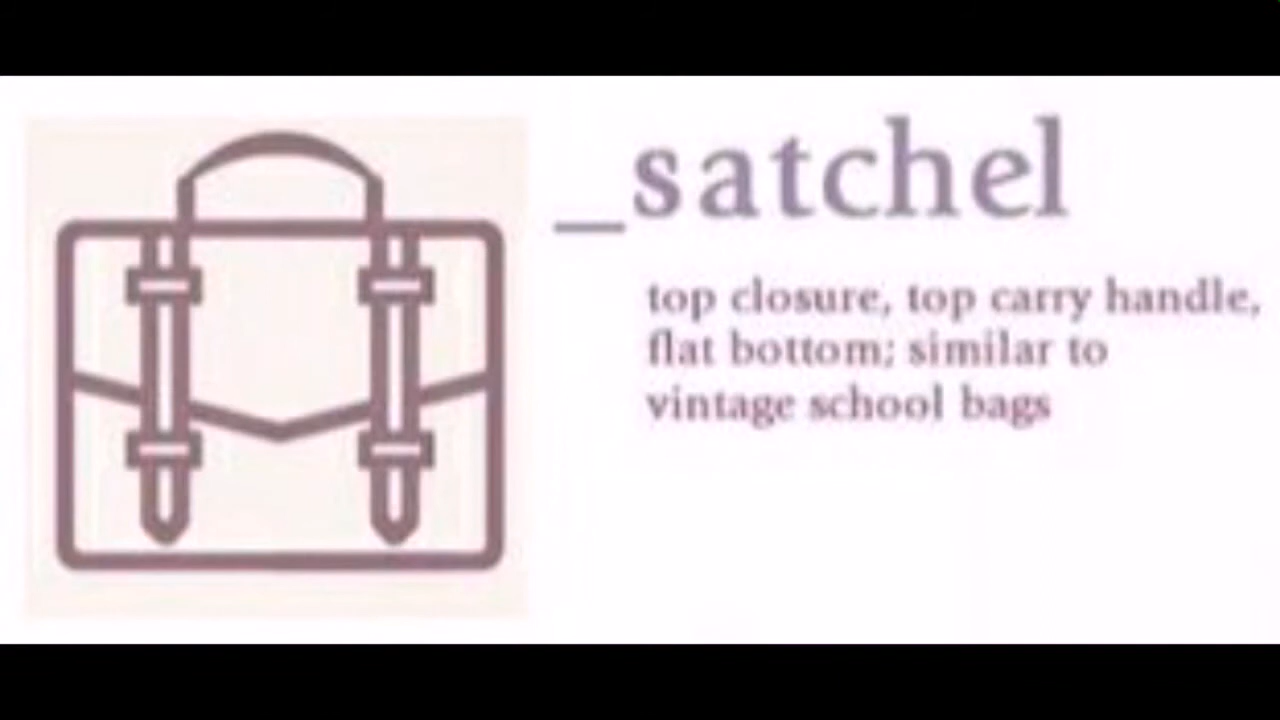 _satchel
top closure, top carry handle,
flat bottom; similar to
vintage school bags